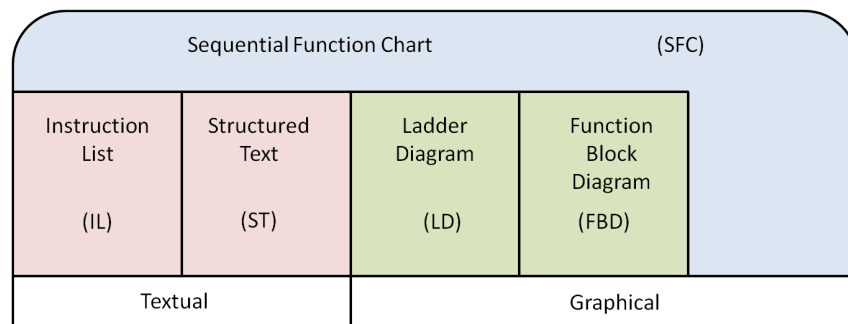 Sequential Function Chart (SFC)
Instruction
List
(IL)
Structured
Text
(ST)
Ladder
Diagram
(LD)
Function
Block
Diagram
(FBD)
Textual
Graphical